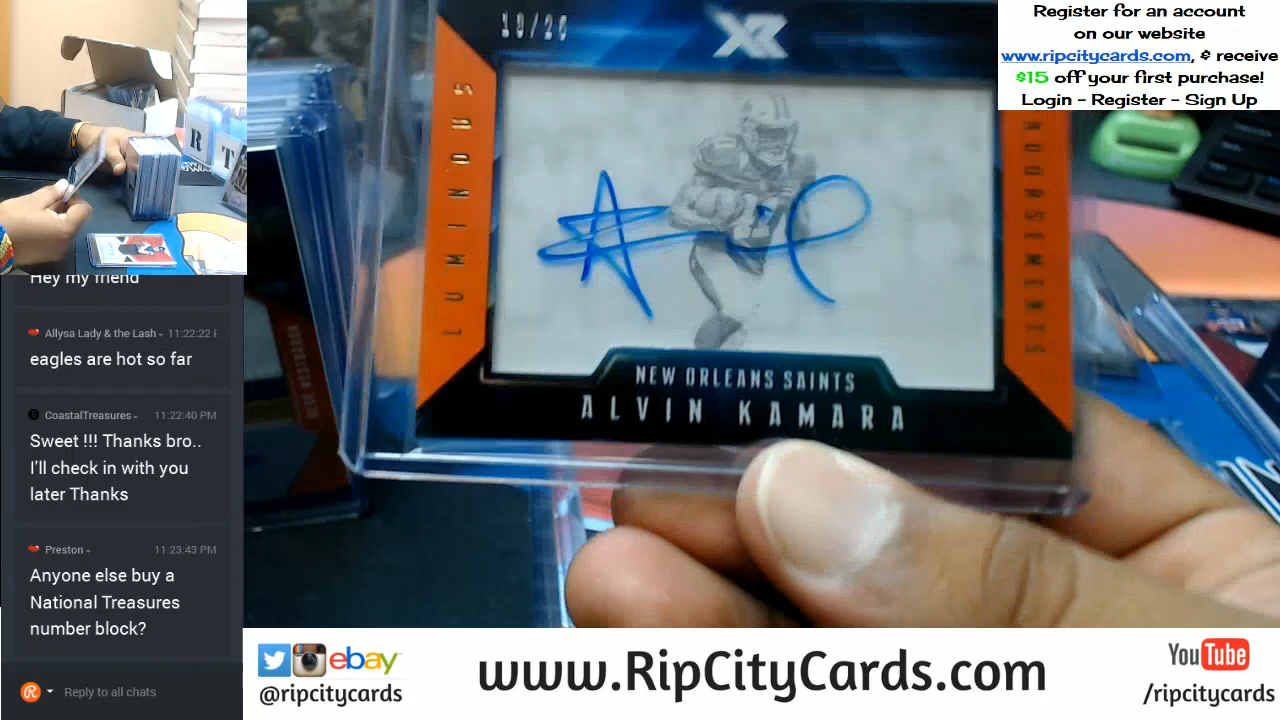 Register for an account
on our website
www.ripcitycards.com, & receive
$15 off your first purchase!
Login - Register - Sign Up
XR
LUMINOUS
ENDORSEMENTS
NEW ORLEANS SAINTS
ALVIN KAMARA
R
T
Hey my friend
Allysa Lady & the Lash 11:22:22
eagles are hot so far
CoastalTreasures 11:22:40 PM
Sweet !!! Thanks bro..
I'll check in with you
later Thanks
Preston 11:23:43 PM
Anyone else buy a
National Treasures
number block?
Reply to all chats
ebay
@ripcitycards
www.RipCityCards.com
YouTube
/ripcitycards